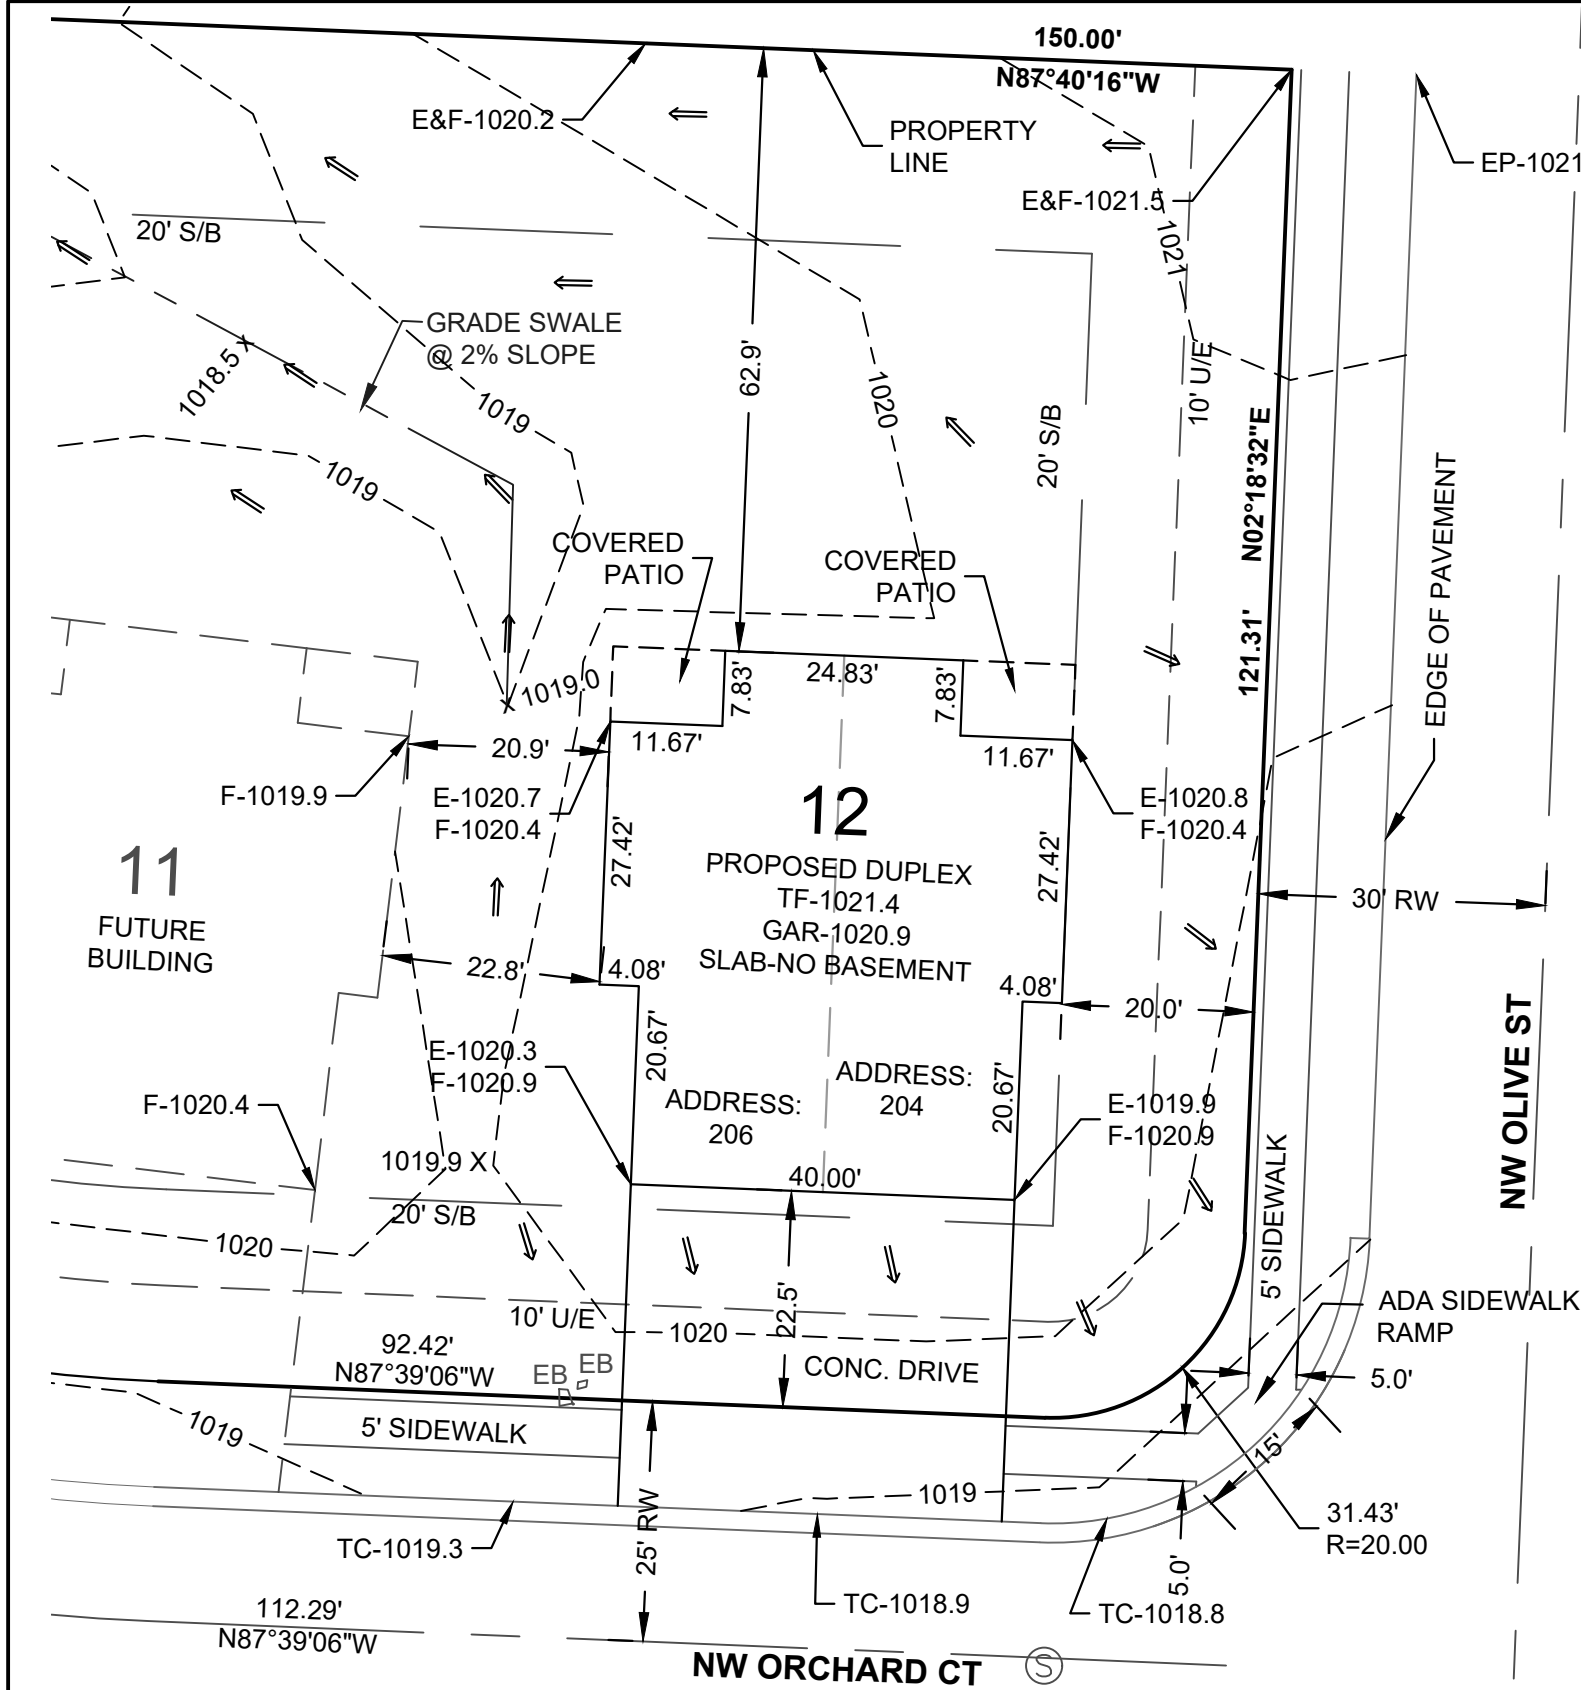 150.00'
N87°40'16"W
E&F-1020.2
PROPERTY
LINE
EP-1021
E&F-1021.5
20' S/B
1021
GRADE SWALE
@ 2% SLOPE
1018.5 X
62.9'
10' U/E
1020
1019
20' S/B
N02°18'32"E
121.31'
1019
EDGE OF PAVEMENT
COVERED
PATIO
COVERED
PATIO
24.83'
7.83'
7.83'
X 1019.0
11.67'
11.67'
20.9'
F-1019.9
E-1020.7
F-1020.4
E-1020.8
F-1020.4
12
PROPOSED DUPLEX
TF-1021.4
GAR-1020.9
SLAB-NO BASEMENT
27.42'
27.42'
11
FUTURE
BUILDING
30' RW
22.8'
4.08'
4.08'
20.0'
NW OLIVE ST
20.67'
20.67'
E-1020.3
F-1020.9
ADDRESS:
204
ADDRESS:
206
F-1020.4
E-1019.9
F-1020.9
1019.9 X
40.00'
20' S/B
1020
5' SIDEWALK
22.5'
ADA SIDEWALK
RAMP
10' U/E
1020
92.42'
N87°39'06"W
EB
EB
CONC. DRIVE
5.0'
1019
5' SIDEWALK
15'
1019
31.43'
R=20.00
25' RW
TC-1019.3
5.0'
TC-1018.9
TC-1018.8
112.29'
N87°39'06"W
NW ORCHARD CT
S